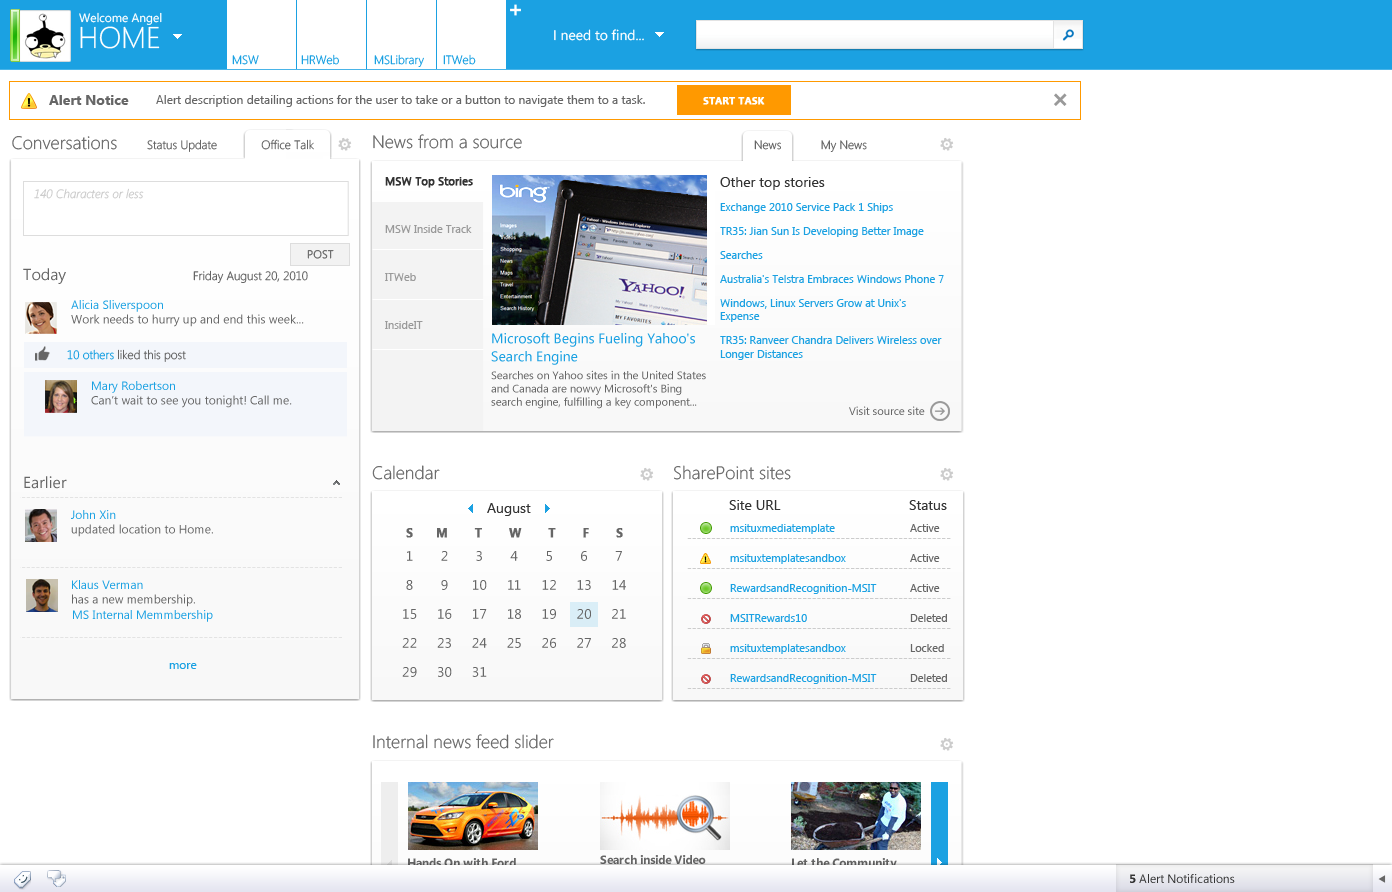 Welcome Angel
HOME
MSW
HRWeb
MSLibrary
ITWeb
I need to find...
Alert Notice
Alert description detailing actions for the user to take or a button to navigate them to a task.
START TASK
Conversations
Status Update
Office Talk
140 Characters or less
POST
Today
Friday August 20, 2010
Alicia Sliverspoon
Work needs to hurry up and end this week...
10 others liked this post
Mary Robertson
Can't wait to see you tonight! Call me.
Earlier
John Xin
updated location to Home.
Klaus Verman
has a new membership.
MS Internal Memmbership
more
News from a source
News
My News
MSW Top Stories
MSW Inside Track
ITWeb
InsideIT
bing
Images
Videos
Shopping
News
Maps
Travel
Entertainment
Search History
YAHOO!
MY FAVORITES
Microsoft Begins Fueling Yahoo's
Search Engine
Searches on Yahoo sites in the United States
and Canada are nowvy Microsoft's Bing
search engine, fulfilling a key component...
Other top stories
Exchange 2010 Service Pack 1 Ships
TR35: Jian Sun Is Developing Better Image
Searches
Australia's Telstra Embraces Windows Phone 7
Windows, Linux Servers Grow at Unix's
Expense
TR35: Ranveer Chandra Delivers Wireless over
Longer Distances
Visit source site
Calendar
August
S M T W T F S
1 2 3 4 5 6 7
8 9 10 11 12 13 14
15 16 17 18 19 20 21
22 23 24 25 26 27 28
29 30 31
SharePoint sites
Site URL Status
msituxmediatemplate Active
msituxtemplatesandbox Active
RewardsandRecognition-MSIT Active
MSITRewards10 Deleted
msituxtemplatesandbox Locked
RewardsandRecognition-MSIT Deleted
Internal news feed slider
Hands On with Ford
Search inside Video
Let the Community
5 Alert Notifications